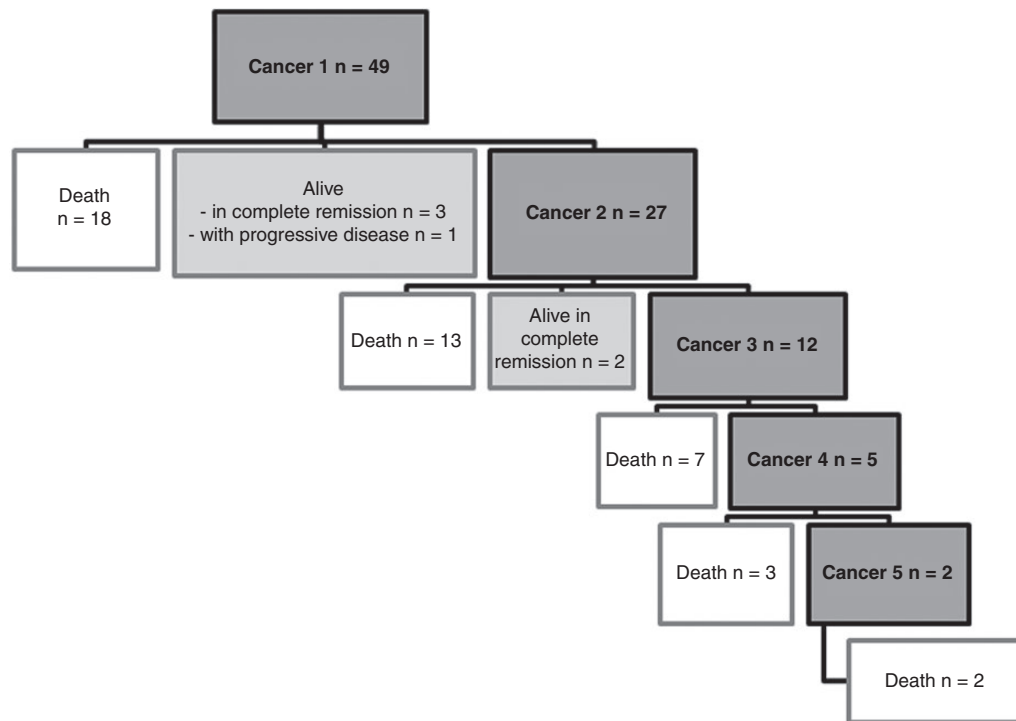 Cancer 1 n = 49
Death
n = 18
Alive
- in complete remission n = 3
- with progressive disease n = 1
Cancer 2 n = 27
Death n = 13
Alive in
complete
remission n = 2
Cancer 3 n = 12
Death n = 7
Cancer 4 n = 5
Death n = 3
Cancer 5 n = 2
Death n = 2